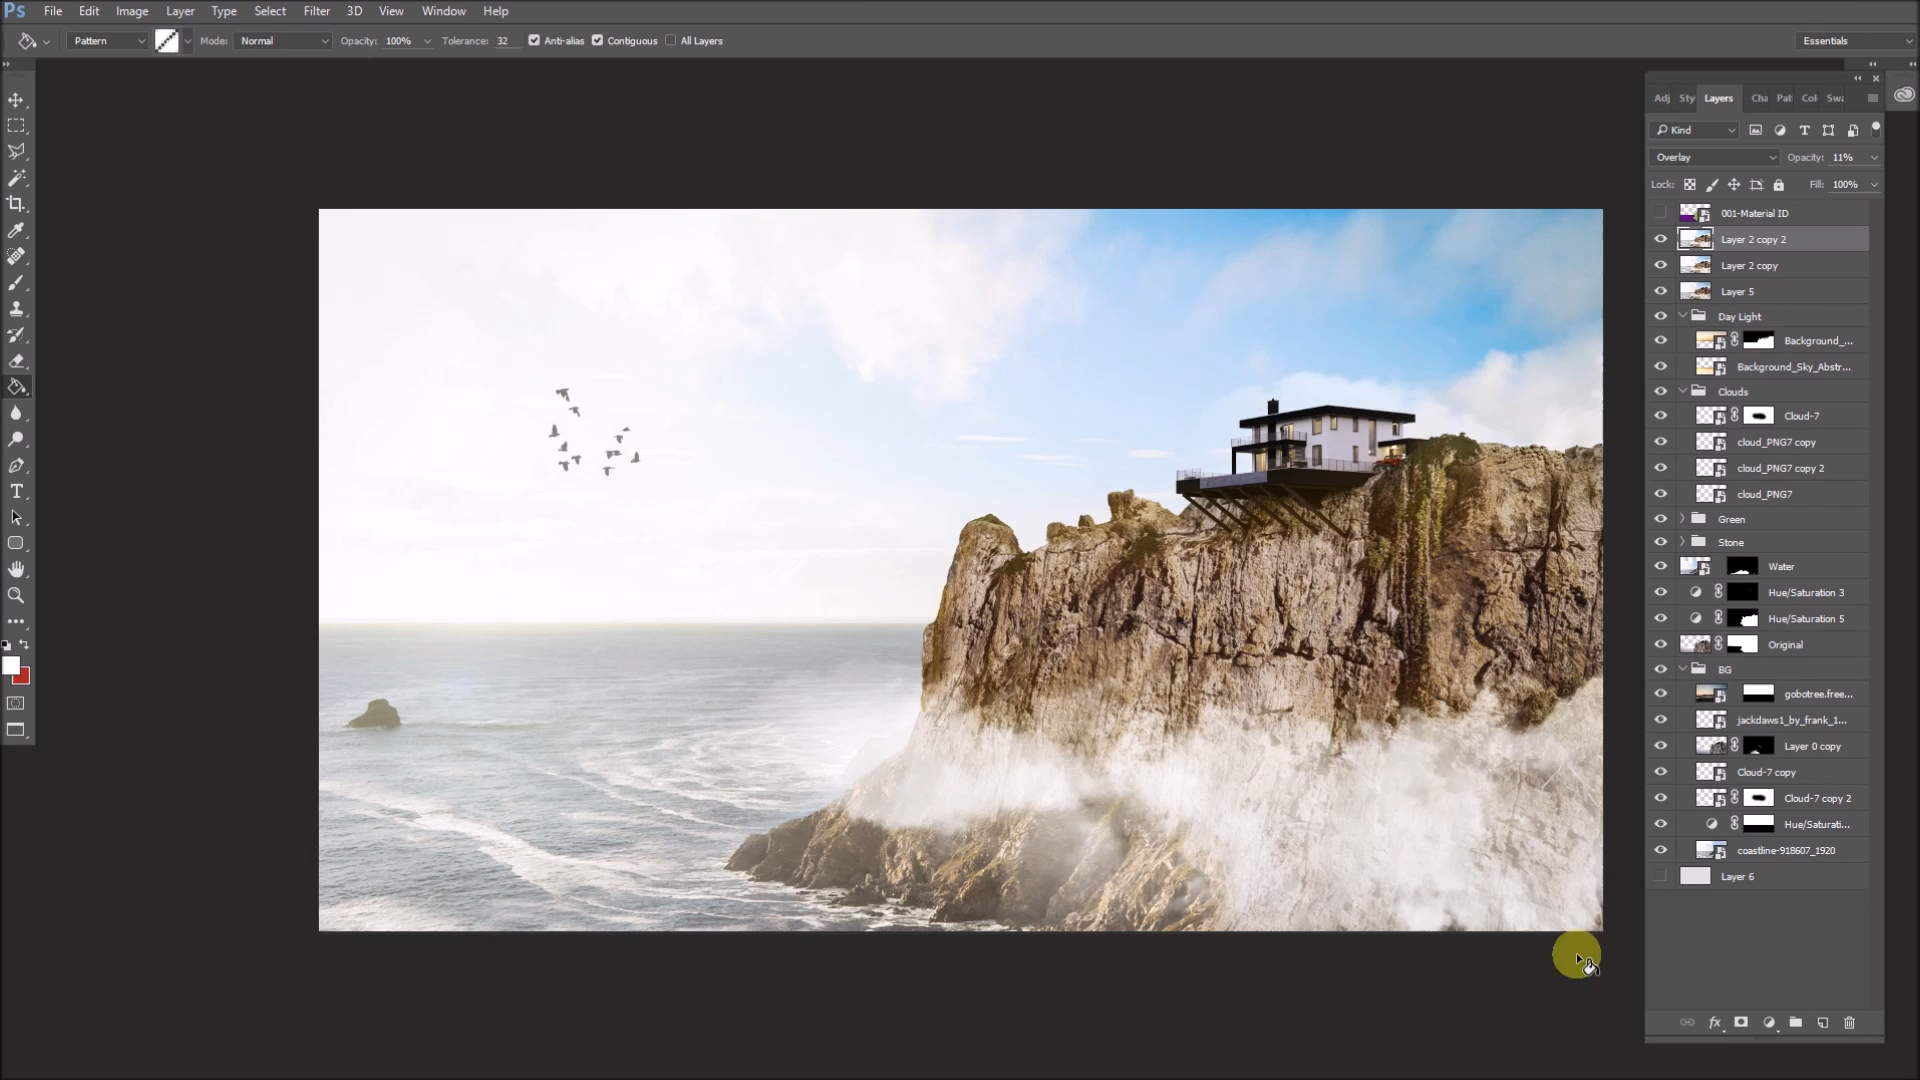 Ps File Edit Image Layer Type Select Filter 3D View Window Help
Pattern Mode: Normal Opacity: 100% Tolerance: 32 Anti-alias Contiguous All Layers Essentials
Adj Sty Layers Cha Pat Col Swa
Kind
Overlay Opacity: 11%
Lock: Fill: 100%
001-Material ID
Layer 2 copy 2
Layer 2 copy
Layer 5
Day Light
Background_...
Background_Sky_Abstr...
Clouds
Cloud-7
cloud_PNG7 copy
cloud_PNG7 copy 2
cloud_PNG7
Green
Stone
Water
Hue/Saturation 3
Hue/Saturation 5
Original
BG
gobotree.free...
jackdaws1_by_frank_1...
Layer 0 copy
Cloud-7 copy
Cloud-7 copy 2
Hue/Saturati...
coastline-918607_1920
Layer 6
fx